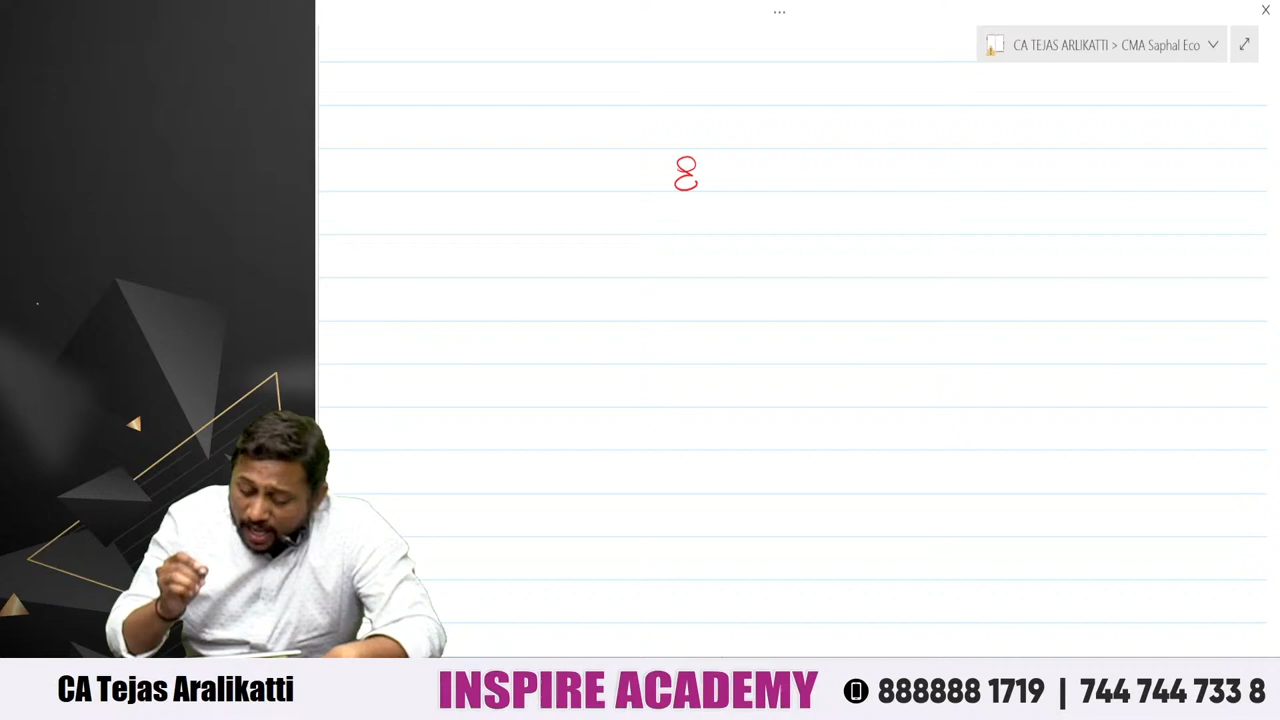 ...
X
CA TEJAS ARLIKATTI > CMA Saphal Eco
8
CA Tejas Aralikatti
INSPIRE ACADEMY
888888 1719 | 744 744 733 8